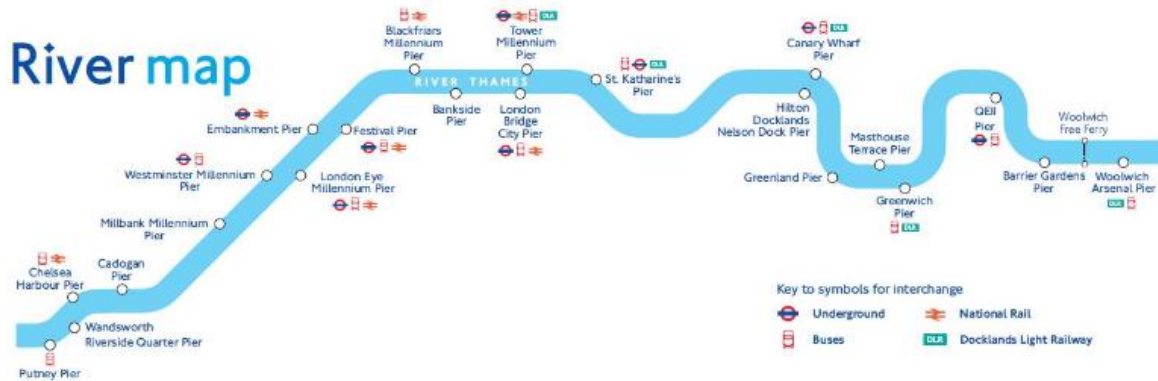 River map
Blackfriars
Millennium
Pier
Tower
Millennium
Pier
DLR
RIVER THAMES
Bankside
Pier
London
Bridge
City Pier
DLR
St. Katharine's
Pier
DLR
Canary Wharf
Pier
Hilton
Docklands
Nelson Dock Pier
Masthouse
Terrace Pier
Greenland Pier
Greenwich
Pier
DLR
QEII
Pier
Woolwich
Free Ferry
Barrier Gardens
Pier
Woolwich
Arsenal Pier
DLR
Embankment Pier
Festival Pier
Westminster Millennium
Pier
London Eye
Millennium Pier
Millbank Millennium
Pier
Cadogan
Pier
Chelsea
Harbour Pier
Wandsworth
Riverside Quarter Pier
Putney Pier
Key to symbols for interchange
Underground
National Rail
Buses
DLR Docklands Light Railway